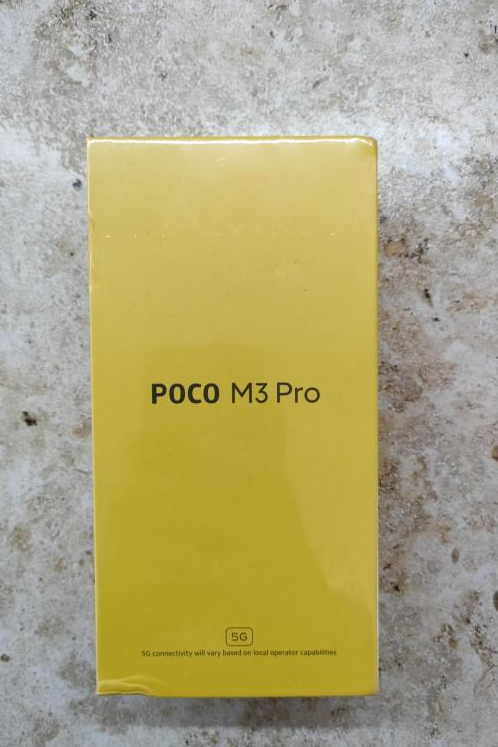 POCO M3 Pro
5G
5G connectivity will vary based on local operator capabilities